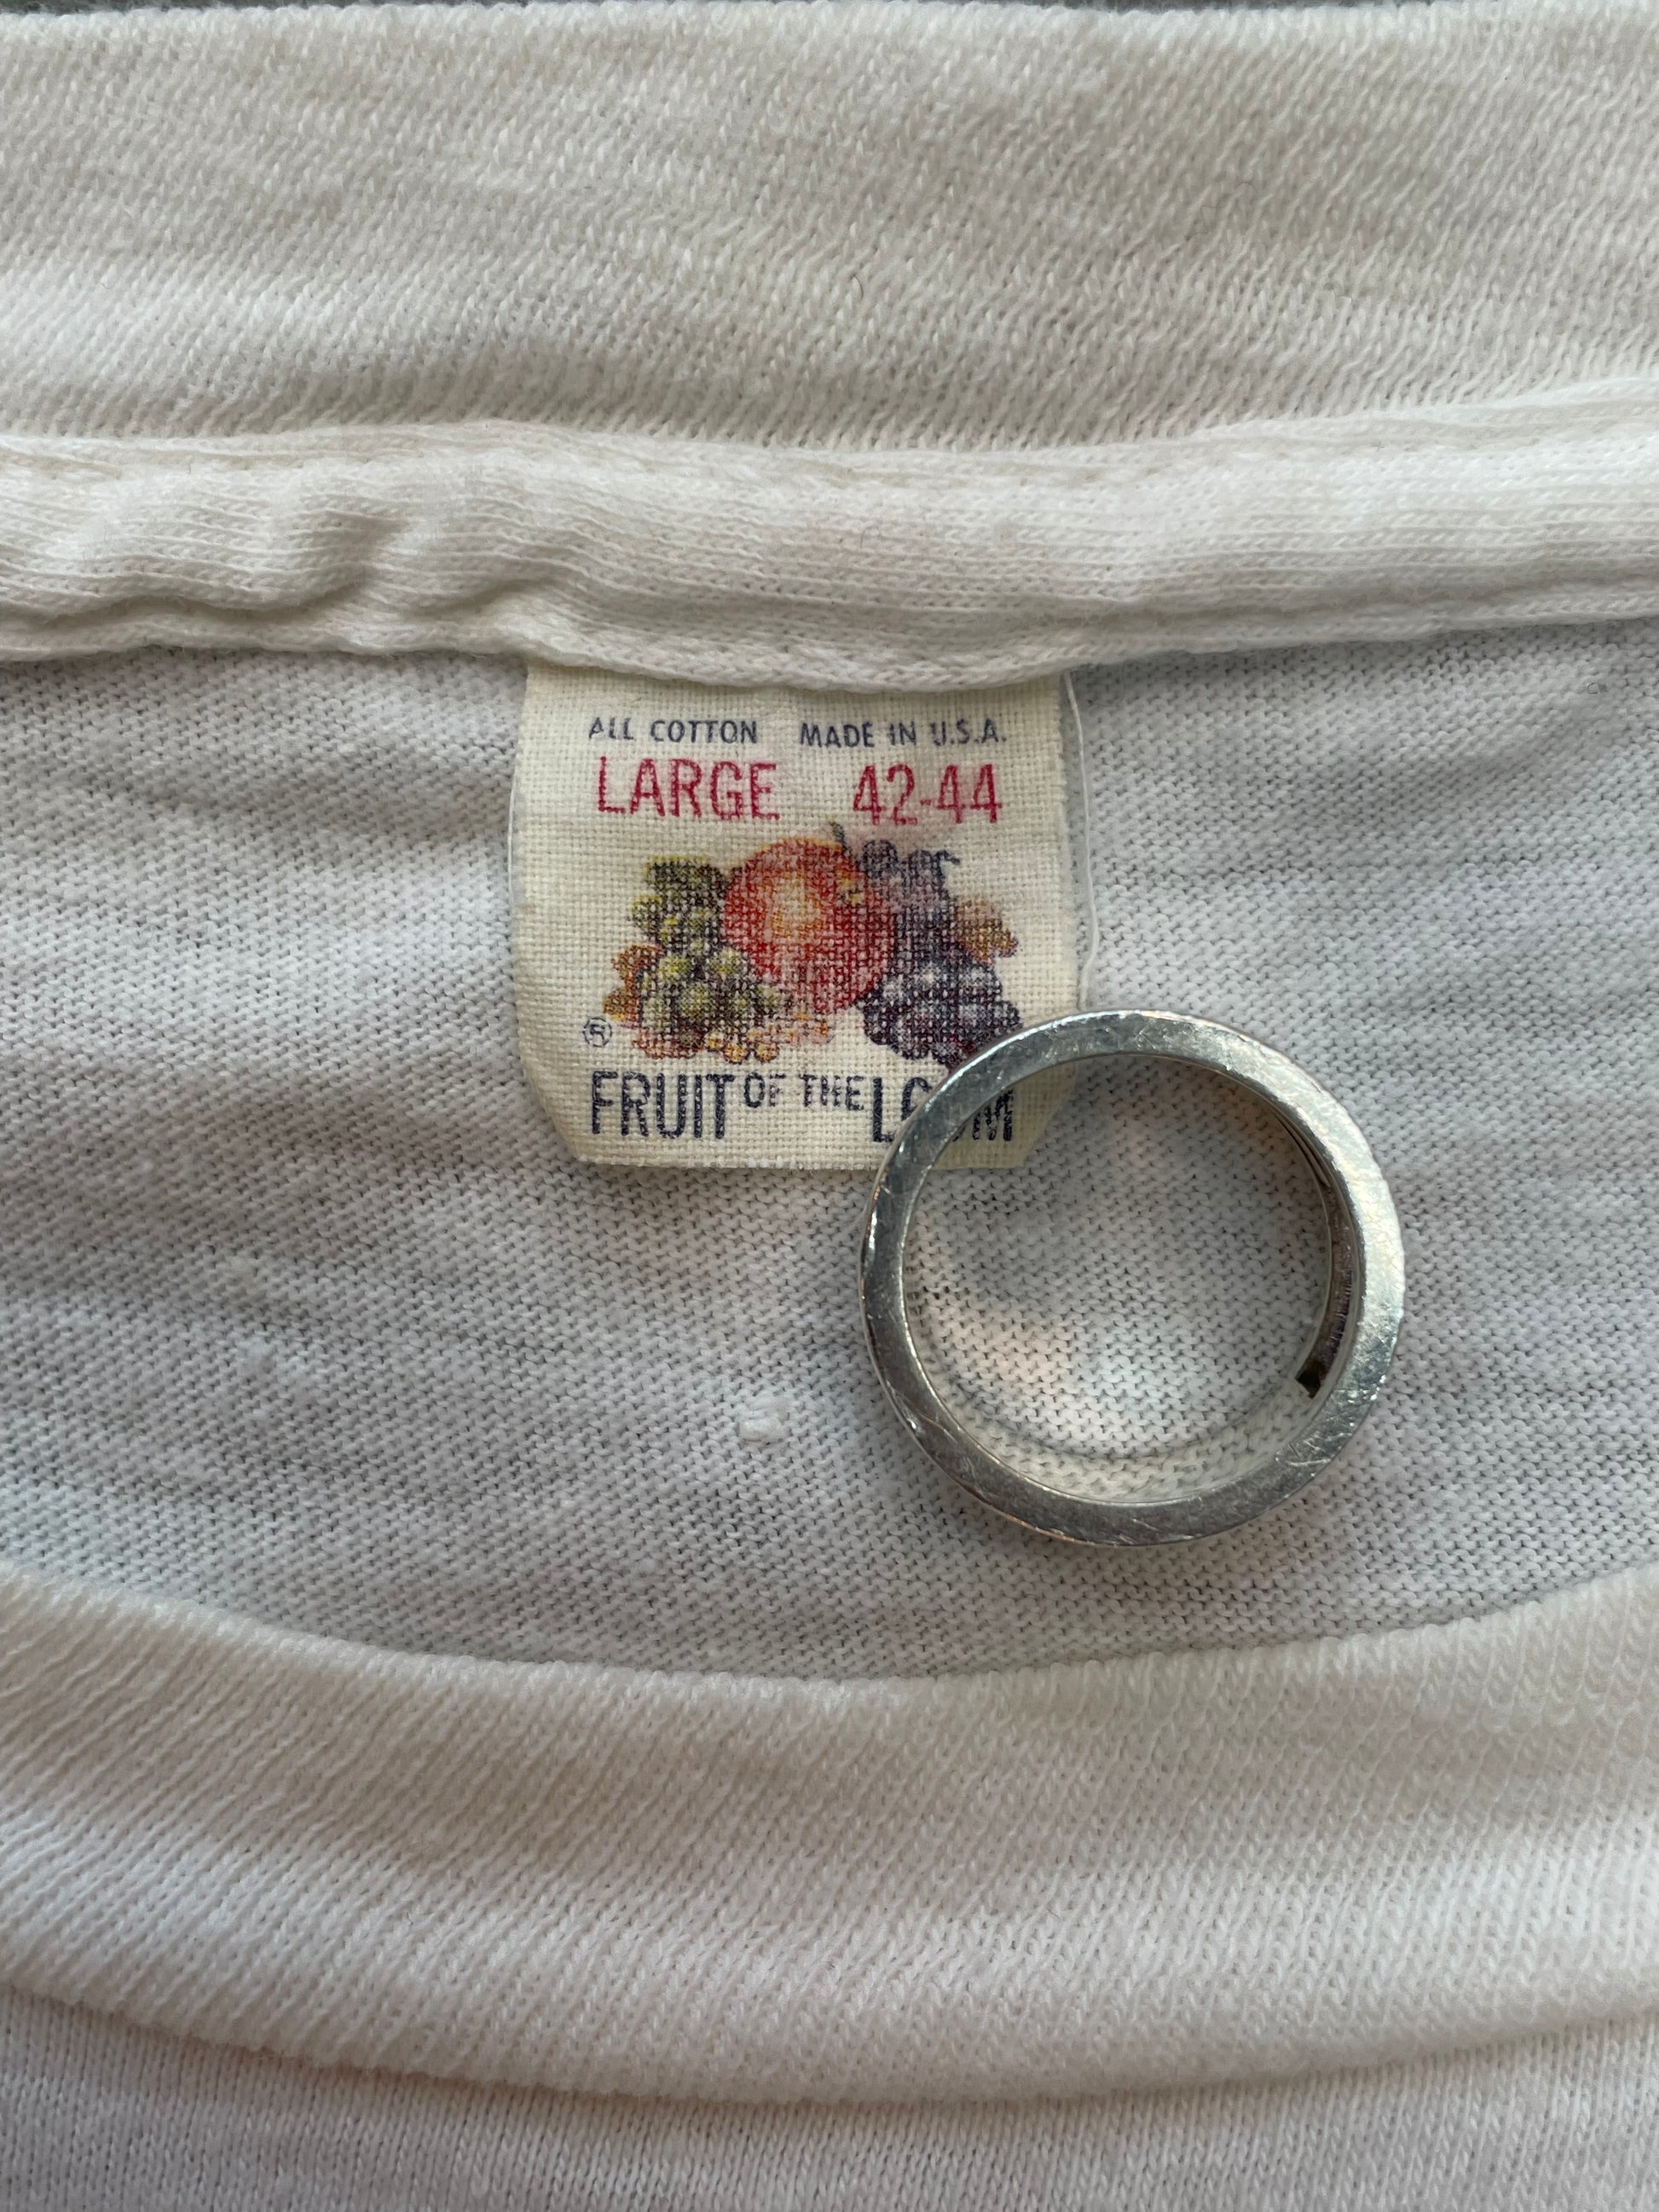 ALL COTTON MADE IN U.S.A.
LARGE 42-44
®
FRUIT OF THE